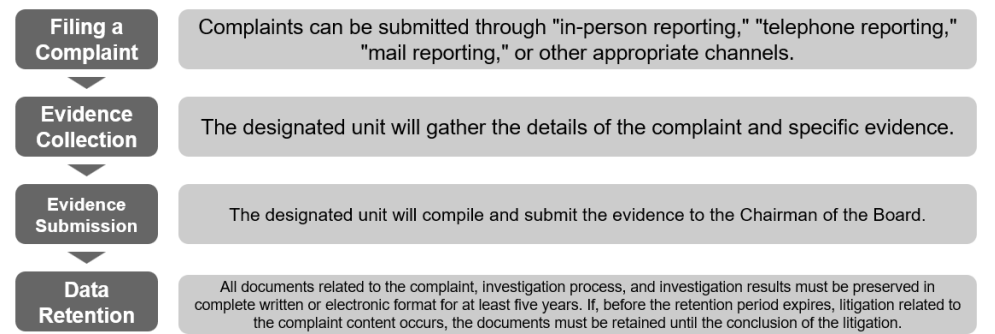 Filing a
Complaint
Complaints can be submitted through "in-person reporting," "telephone reporting,"
"mail reporting," or other appropriate channels.
Evidence
Collection
The designated unit will gather the details of the complaint and specific evidence.
Evidence
Submission
The designated unit will compile and submit the evidence to the Chairman of the Board.
Data
Retention
All documents related to the complaint, investigation process, and investigation results must be preserved in
complete written or electronic format for at least five years. If, before the retention period expires, litigation related to
the complaint content occurs, the documents must be retained until the conclusion of the litigation.